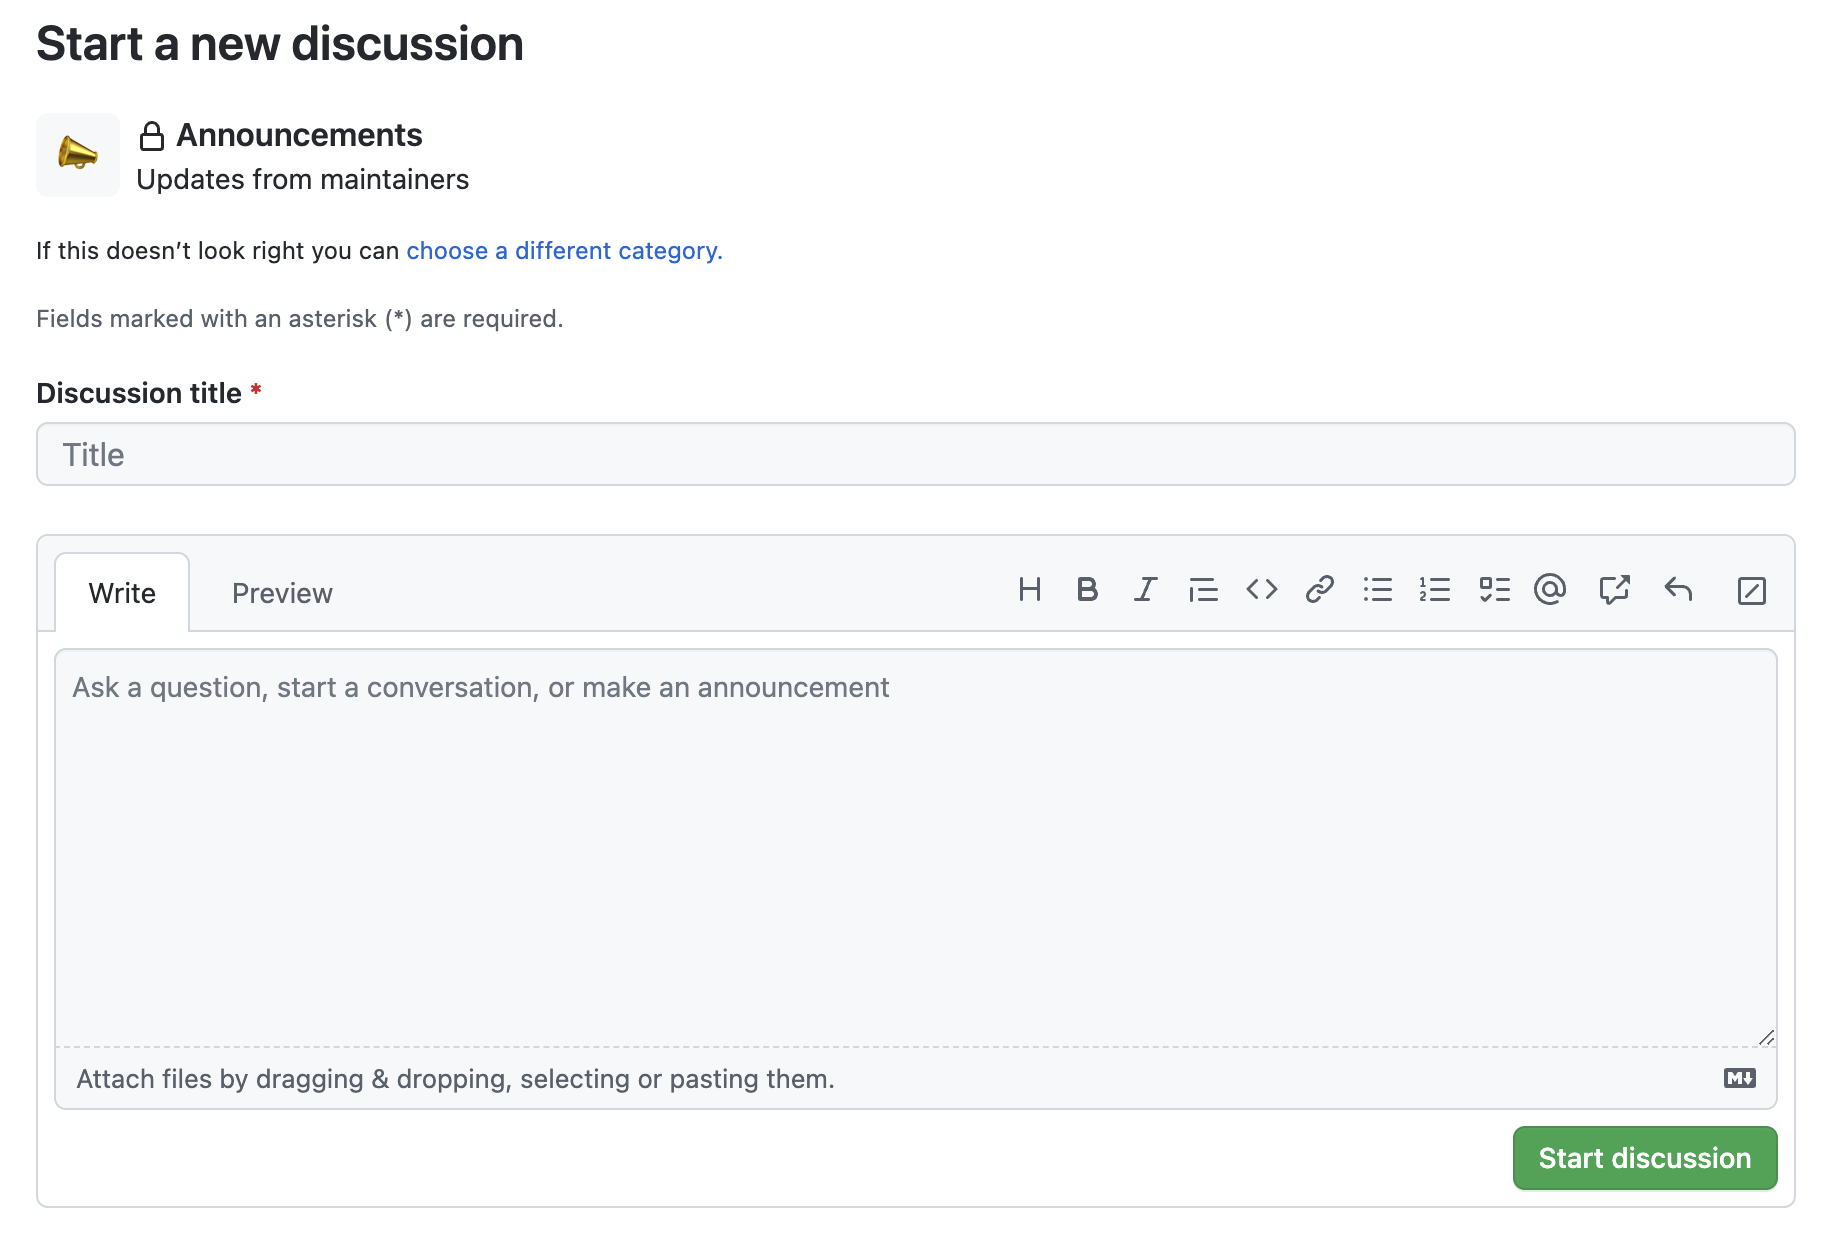 Start a new discussion
Announcements
Updates from maintainers
If this doesn’t look right you can choose a different category.
Fields marked with an asterisk (*) are required.
Discussion title *
Title
Write
Preview
Ask a question, start a conversation, or make an announcement
Attach files by dragging & dropping, selecting or pasting them.
Start discussion